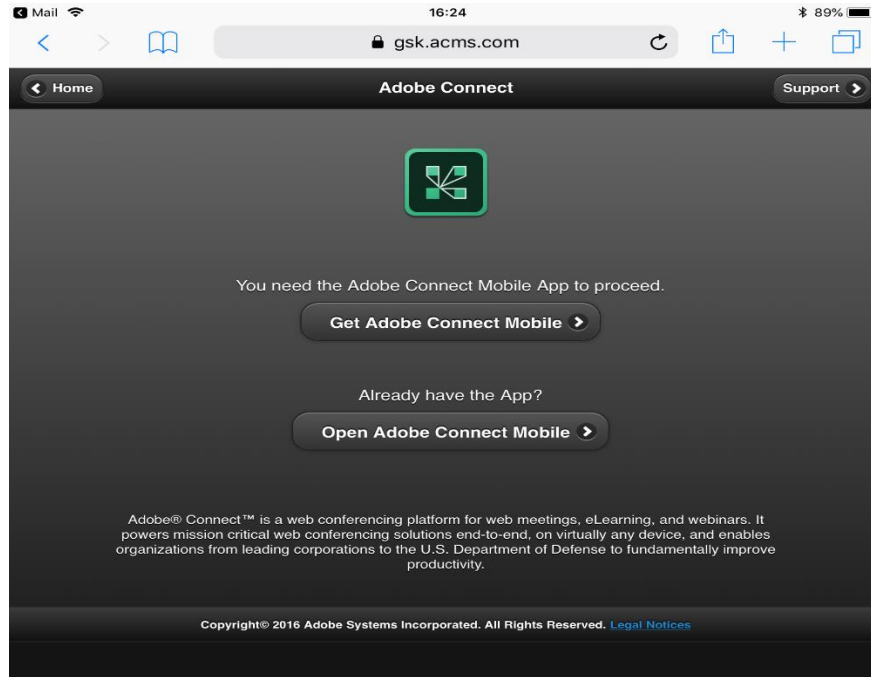 Mail 16:24 89%
gsk.acms.com
Home Adobe Connect Support
You need the Adobe Connect Mobile App to proceed.
Get Adobe Connect Mobile
Already have the App?
Open Adobe Connect Mobile
Adobe® Connect™ is a web conferencing platform for web meetings, eLearning, and webinars. It
powers mission critical web conferencing solutions end-to-end, on virtually any device, and enables
organizations from leading corporations to the U.S. Department of Defense to fundamentally improve
productivity.
Copyright© 2016 Adobe Systems Incorporated. All Rights Reserved. Legal Notices